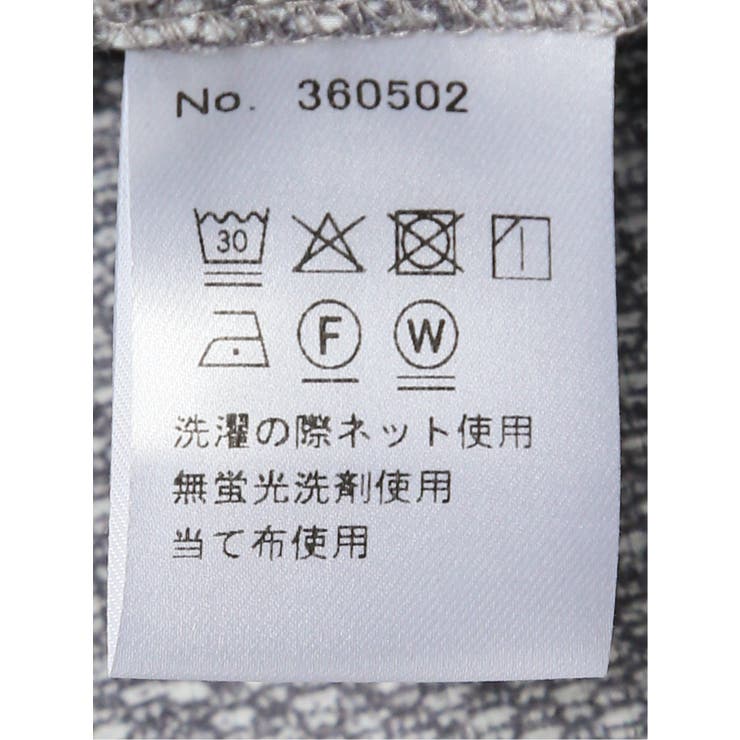 No. 360502
30
F W
洗濯の際ネット使用
無蛍光洗剤使用
当て布使用